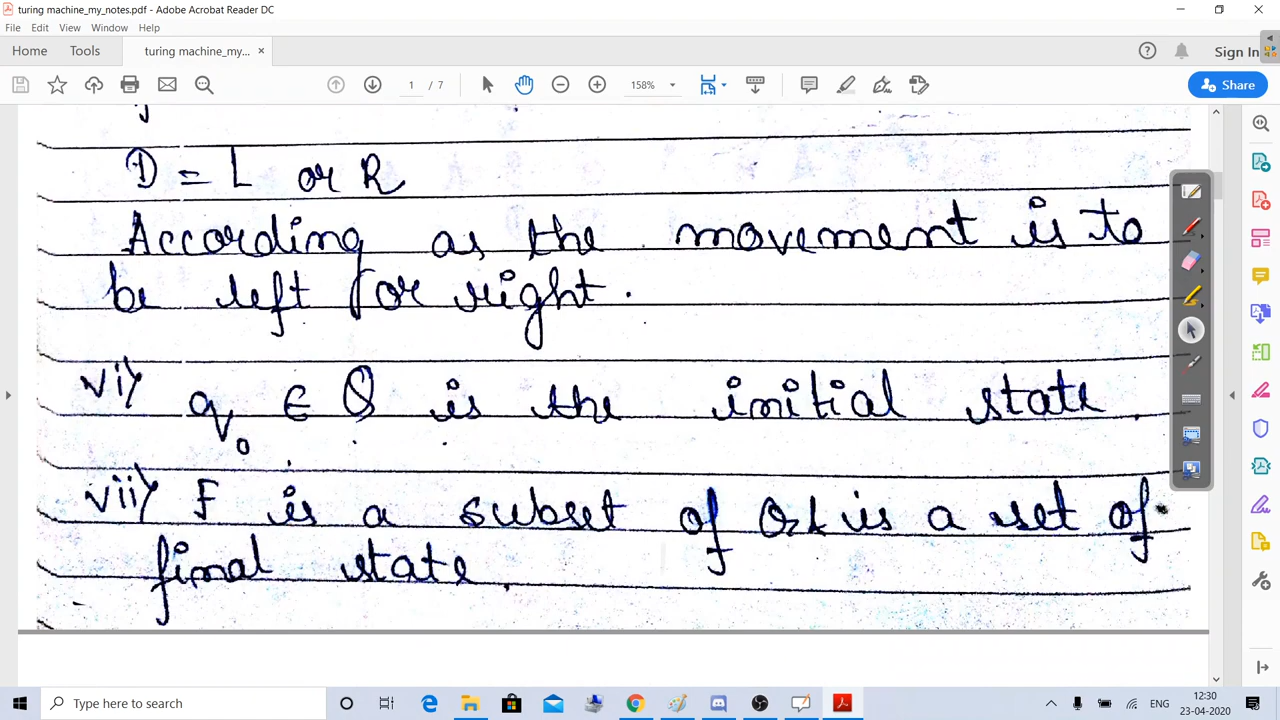 turing machine_my_notes.pdf - Adobe Acrobat Reader DC
File Edit View Window Help
Home Tools turing machine_my... × Sign In
1 / 7 158% Share
D = L or R
According as the movement is to
be left or right.
vi) q0 ∈ Q is the initial state.
vii) F is a subset of Q & is a set of
final state.
Type here to search
ENG 12:30
23-04-2020